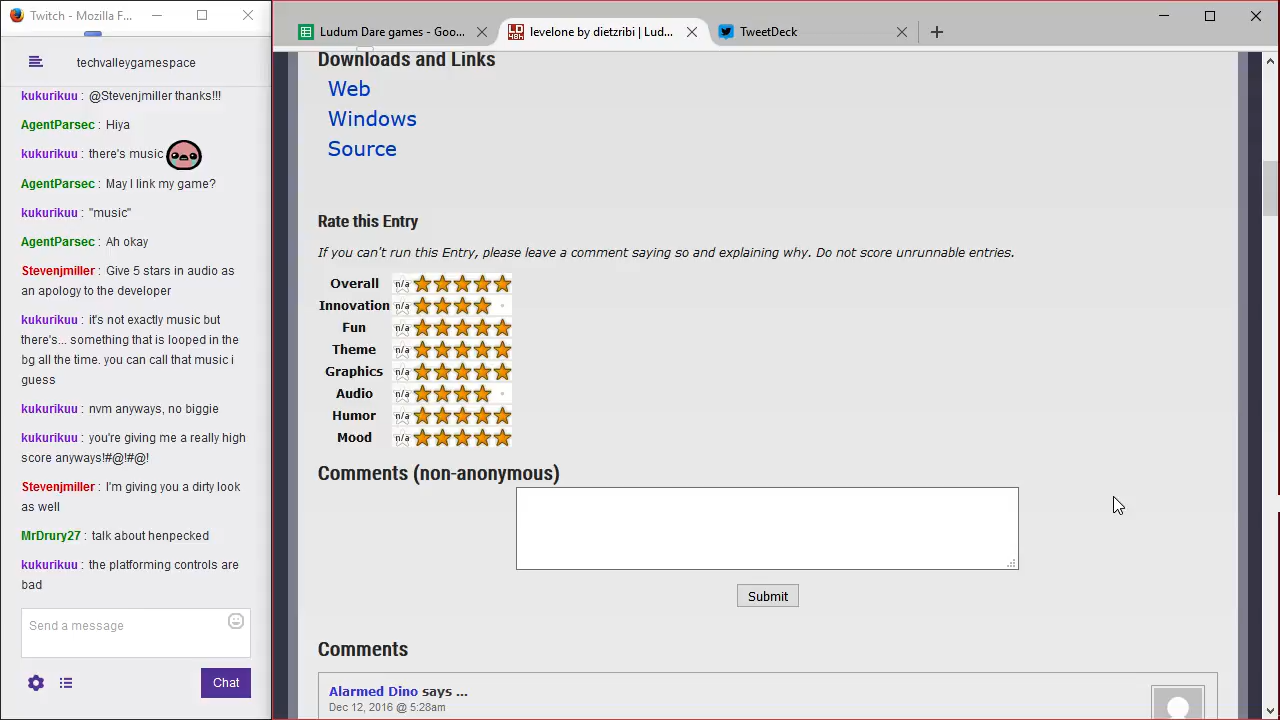 Twitch - Mozilla F...
techvalleygamespace
kukurikuu : @Stevenjmiller thanks!!!
AgentParsec : Hiya
kukurikuu : there's music
AgentParsec : May I link my game?
kukurikuu : "music"
AgentParsec : Ah okay
Stevenjmiller : Give 5 stars in audio as
an apology to the developer
kukurikuu : it's not exactly music but
there's... something that is looped in the
bg all the time. you can call that music i
guess
kukurikuu : nvm anyways, no biggie
kukurikuu : you're giving me a really high
score anyways!#@!#@!
Stevenjmiller : I'm giving you a dirty look
as well
MrDrury27 : talk about henpecked
kukurikuu : the platforming controls are
bad
Send a message
Chat
Ludum Dare games - Goo...
LD 48h
levelone by dietzribi | Lud...
TweetDeck
Downloads and Links
Web
Windows
Source
Rate this Entry
If you can't run this Entry, please leave a comment saying so and explaining why. Do not score unrunnable entries.
Overall n/a
Innovation n/a
Fun n/a
Theme n/a
Graphics n/a
Audio n/a
Humor n/a
Mood n/a
Comments (non-anonymous)
Submit
Comments
Alarmed Dino says ...
Dec 12, 2016 @ 5:28am